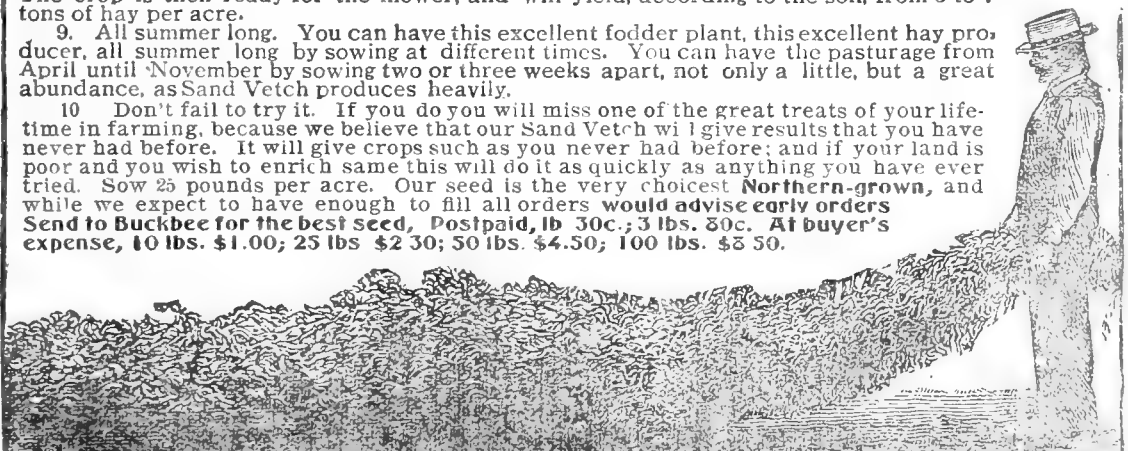 tons of hay per acre.
9. All summer long. You can have this excellent fodder plant, this excellent hay pro-
ducer, all summer long by sowing at different times. You can have the pasturage from
April until November by sowing two or three weeks apart, not only a little, but a great
abundance, as Sand Vetch produces heavily.
10 Don't fail to try it. If you do you will miss one of the great treats of your life-
time in farming, because we believe that our Sand Vetch wi l give results that you have
never had before. It will give crops such as you never had before; and if your land is
poor and you wish to enrich same this will do it as quickly as anything you have ever
tried. Sow 25 pounds per acre. Our seed is the very choicest Northern-grown, and
while we expect to have enough to fill all orders would advise early orders
Send to Buckbee for the best seed, Postpaid, lb 30c.; 3 lbs. 80c. At buyer's
expense, 10 lbs. $1.00; 25 lbs $2 30; 50 lbs. $4.50; 100 lbs. $8 50.